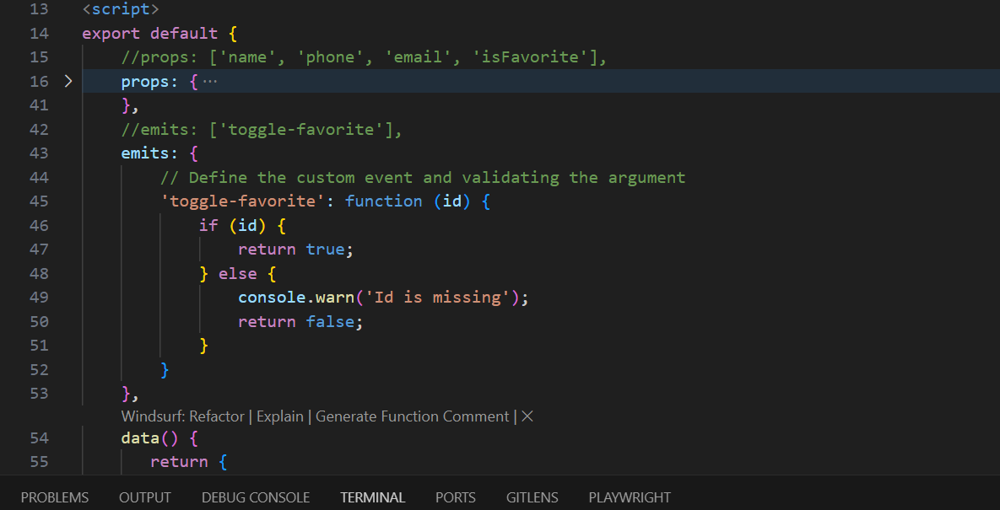 13 <script>
14 export default {
15     //props: ['name', 'phone', 'email', 'isFavorite'],
16 >     props: { ···
41     },
42     //emits: ['toggle-favorite'],
43     emits: {
44         // Define the custom event and validating the argument
45         'toggle-favorite': function (id) {
46             if (id) {
47                 return true;
48             } else {
49                 console.warn('Id is missing');
50                 return false;
51             }
52         }
53     },
Windsurf: Refactor | Explain | Generate Function Comment | ×
54     data() {
55        return {
PROBLEMS OUTPUT DEBUG CONSOLE TERMINAL PORTS GITLENS PLAYWRIGHT